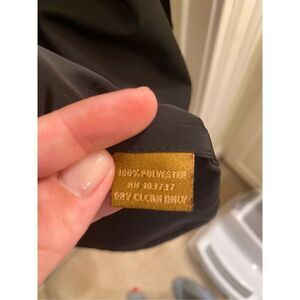 100% POLYESTER
RN 103737
DRY CLEAN ONLY